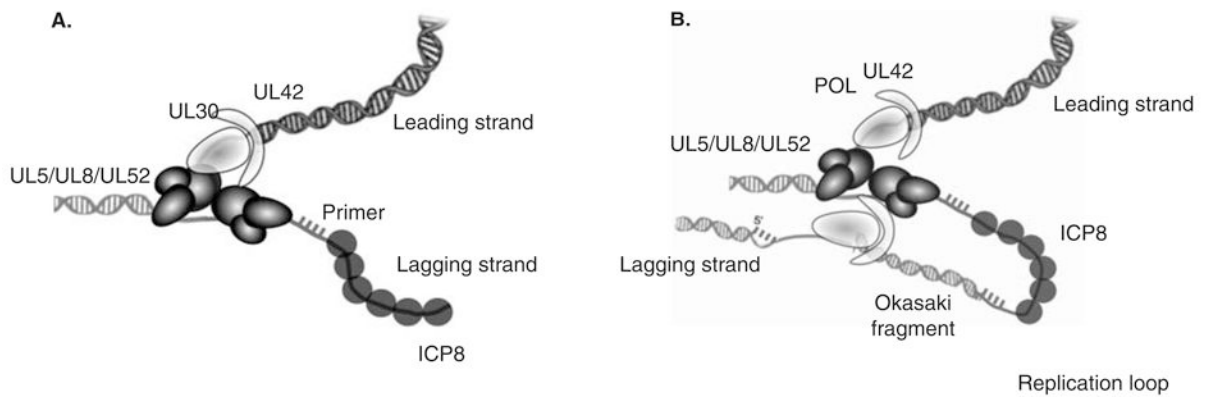 A.
UL42
UL30
Leading strand
UL5/UL8/UL52
Primer
Lagging strand
ICP8
B.
UL42
POL
Leading strand
UL5/UL8/UL52
5'
ICP8
Lagging strand
Okasaki
fragment
Replication loop